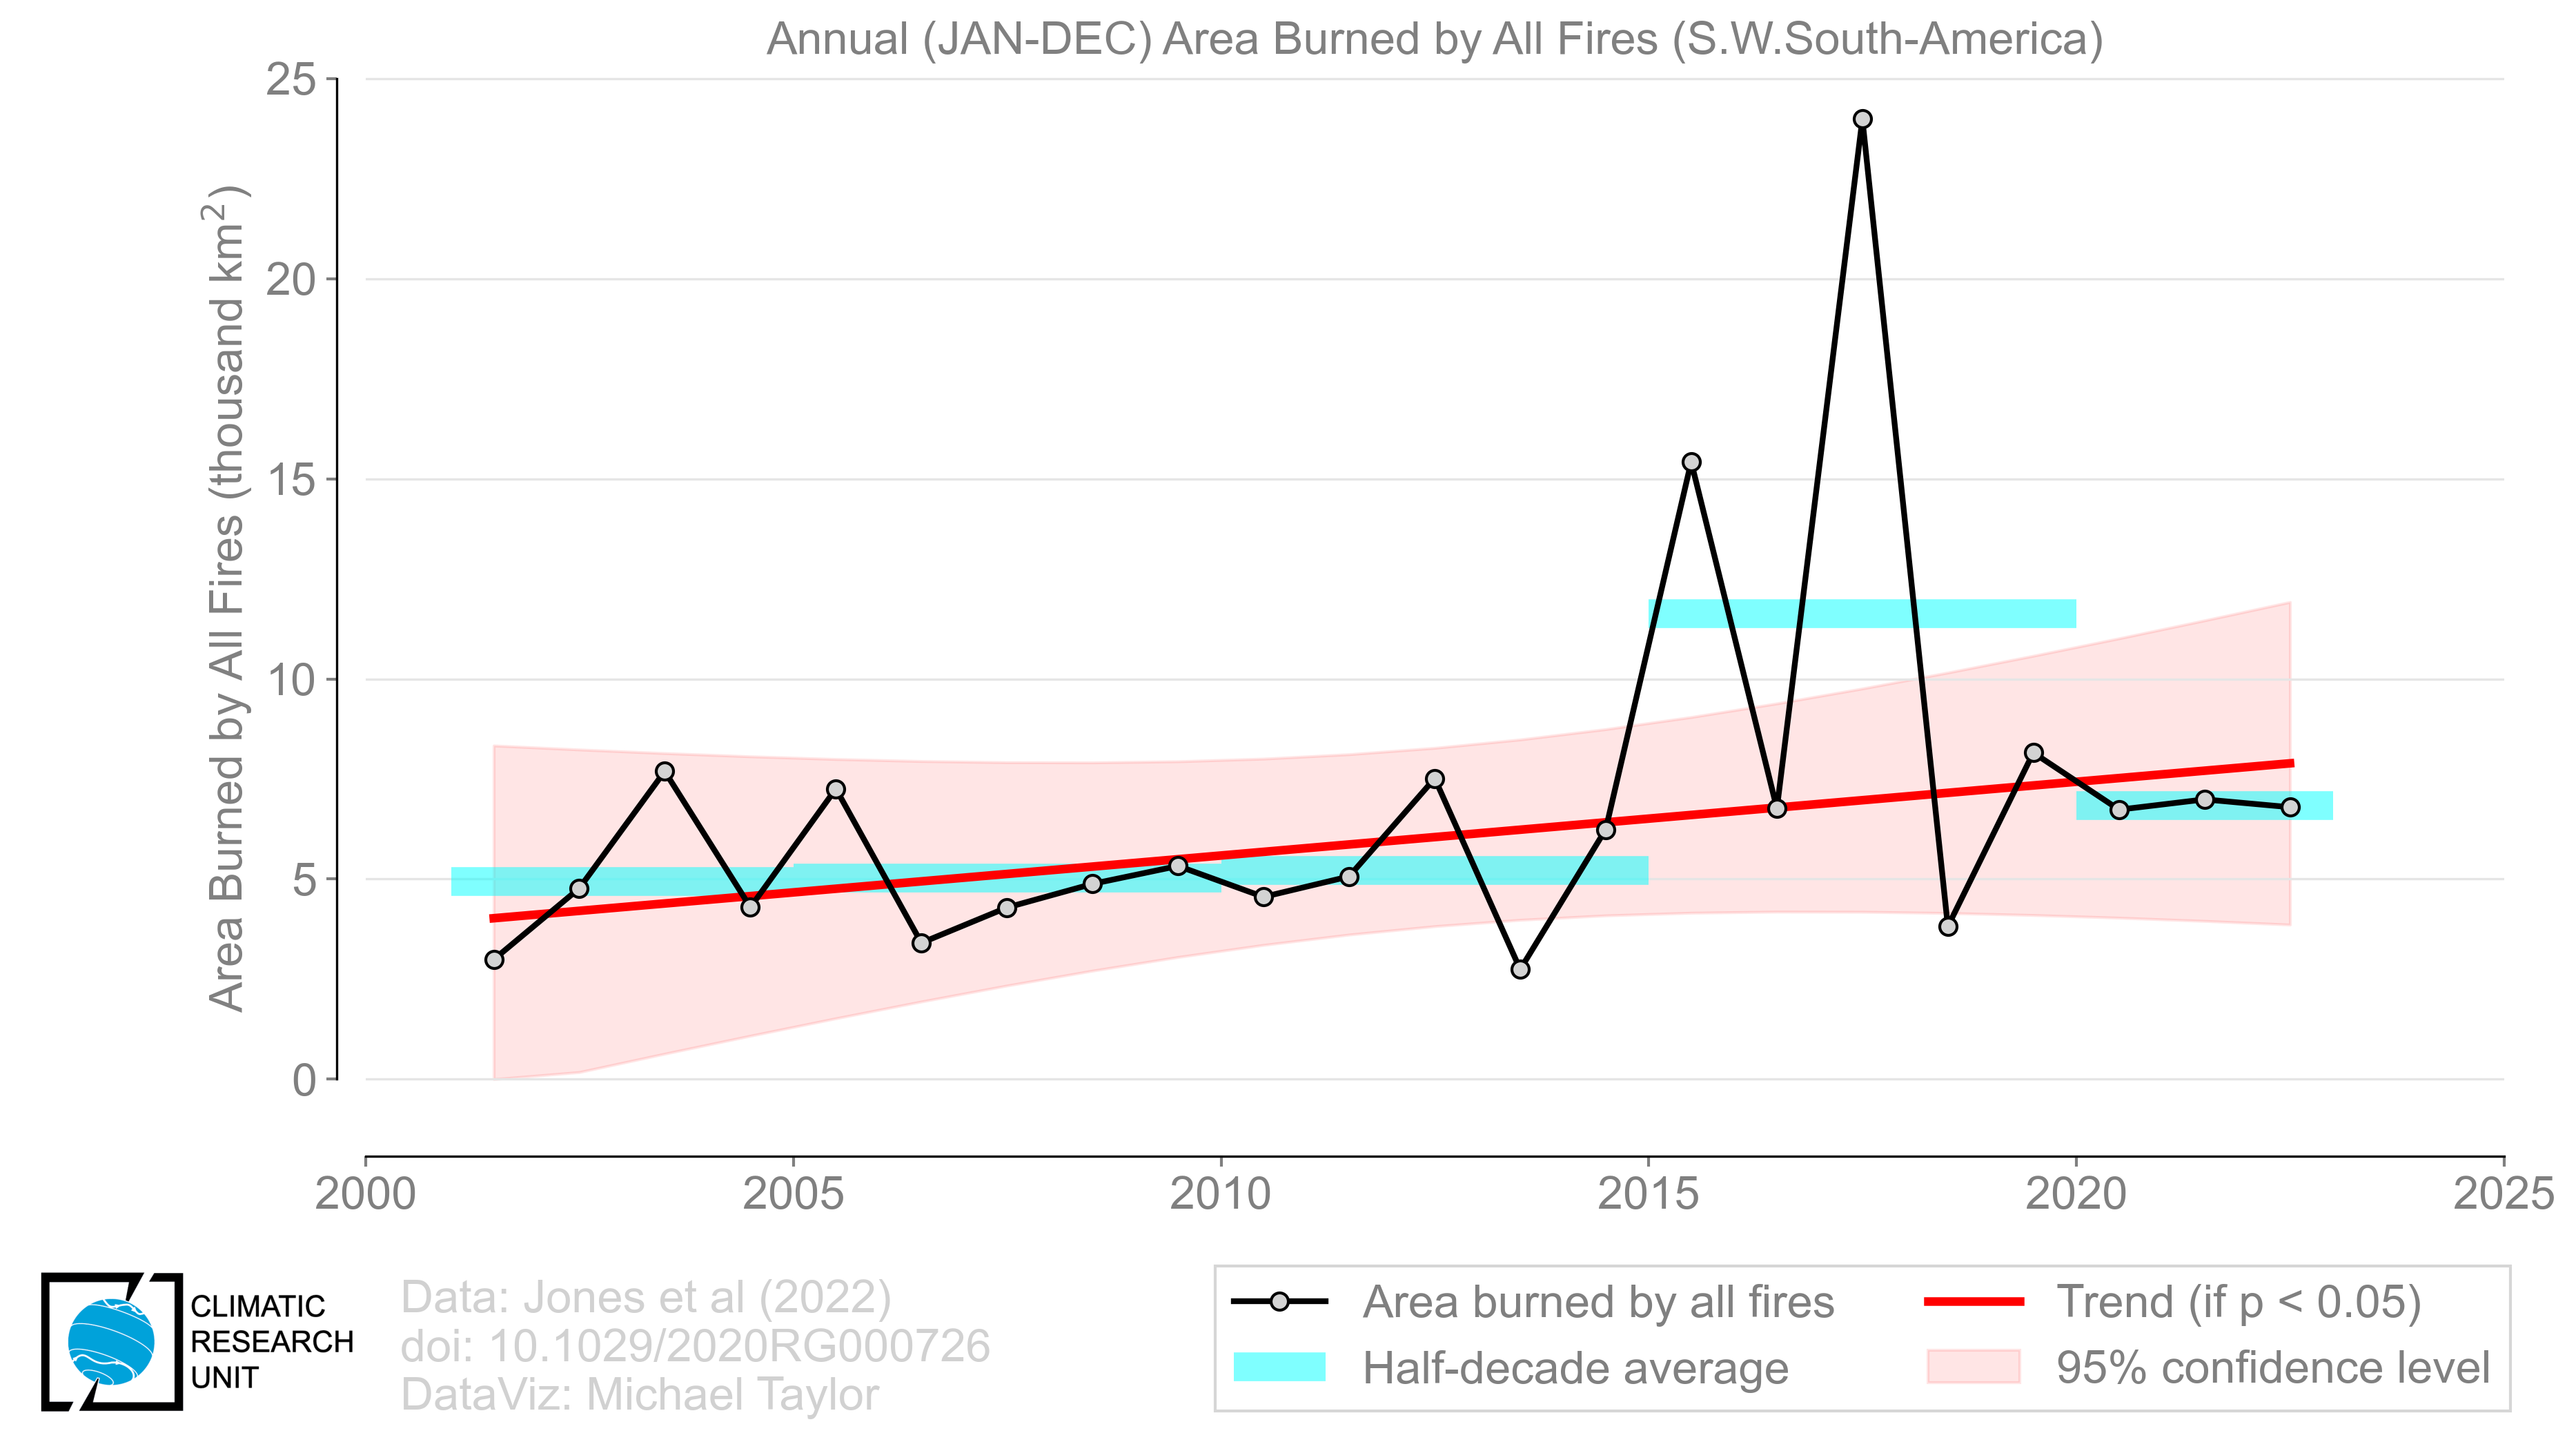 Annual (JAN-DEC) Area Burned by All Fires (S.W.South-America)
Area Burned by All Fires (thousand km²)
25
20
15
10
5
0
2000 2005 2010 2015 2020 2025
CLIMATIC
RESEARCH
UNIT
Data: Jones et al (2022)
doi: 10.1029/2020RG000726
DataViz: Michael Taylor
Area burned by all fires
Half-decade average
Trend (if p < 0.05)
95% confidence level